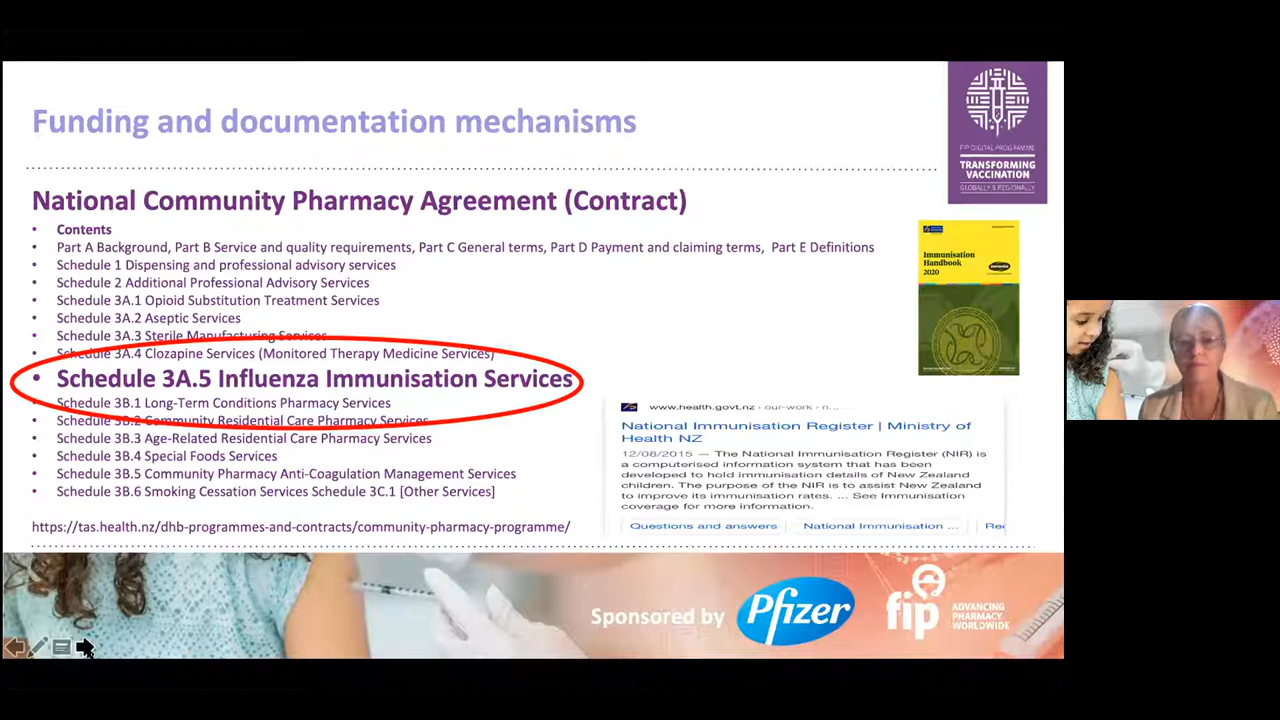 Funding and documentation mechanisms
FIP DIGITAL PROGRAMME
TRANSFORMING
VACCINATION
GLOBALLY & REGIONALLY
National Community Pharmacy Agreement (Contract)
• Contents
• Part A Background, Part B Service and quality requirements, Part C General terms, Part D Payment and claiming terms, Part E Definitions
• Schedule 1 Dispensing and professional advisory services
• Schedule 2 Additional Professional Advisory Services
• Schedule 3A.1 Opioid Substitution Treatment Services
• Schedule 3A.2 Aseptic Services
• Schedule 3A.3 Sterile Manufacturing Services
• Schedule 3A.4 Clozapine Services (Monitored Therapy Medicine Services)
• Schedule 3A.5 Influenza Immunisation Services
• Schedule 3B.1 Long-Term Conditions Pharmacy Services
• Schedule 3B.2 Community Residential Care Pharmacy Services
• Schedule 3B.3 Age-Related Residential Care Pharmacy Services
• Schedule 3B.4 Special Foods Services
• Schedule 3B.5 Community Pharmacy Anti-Coagulation Management Services
• Schedule 3B.6 Smoking Cessation Services Schedule 3C.1 [Other Services]
https://tas.health.nz/dhb-programmes-and-contracts/community-pharmacy-programme/
Immunisation
Handbook
2020
www.health.govt.nz › our-work › n...
National Immunisation Register | Ministry of
Health NZ
12/08/2015 — The National Immunisation Register (NIR) is
a computerised information system that has been
developed to hold immunisation details of New Zealand
children. The purpose of the NIR is to assist New Zealand
to improve its immunisation rates. ... See Immunisation
coverage for more information.
Questions and answers
National Immunisation ...
Sponsored by
Pfizer
fip
ADVANCING
PHARMACY
WORLDWIDE